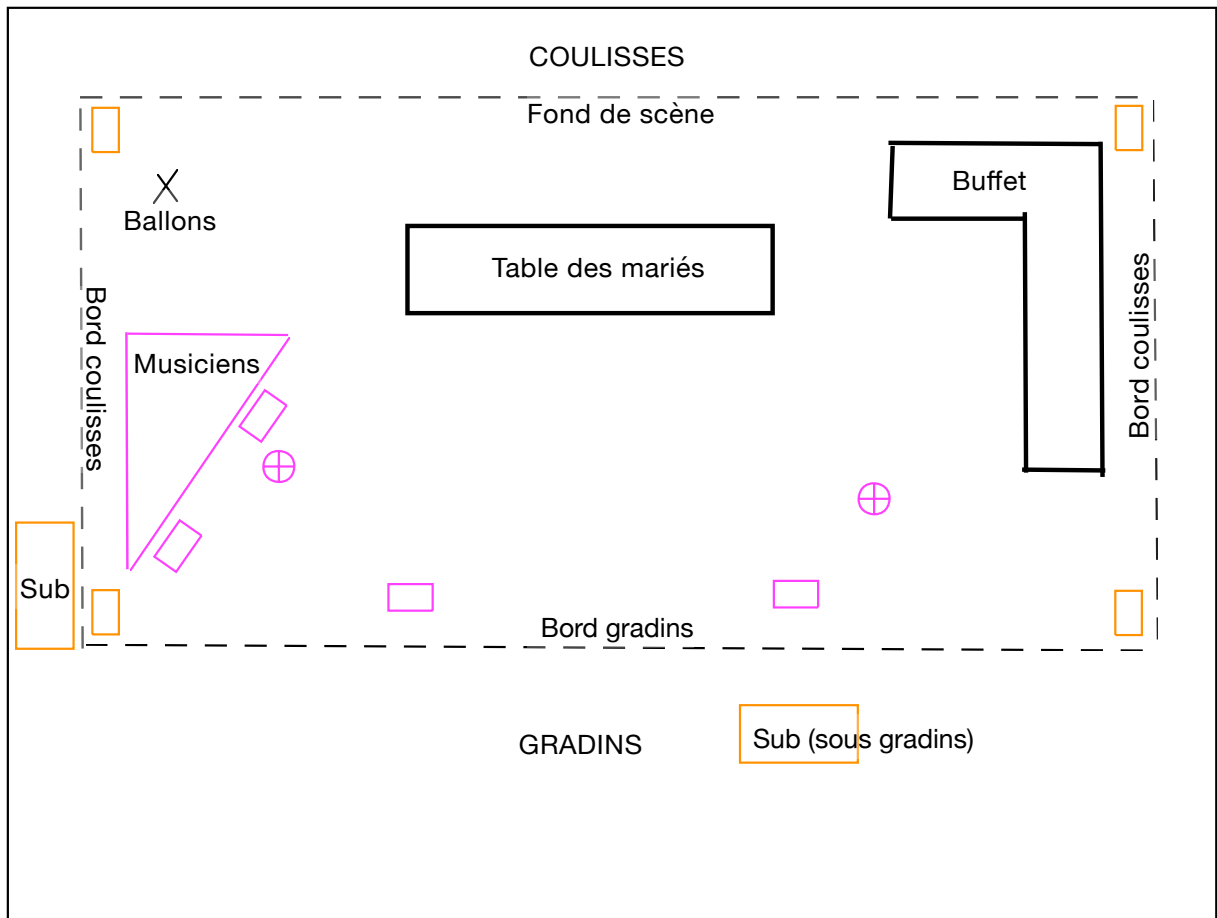 COULISSES
Fond de scène
Buffet
Ballons
Table des mariés
Bord coulisses
Musiciens
Bord coulisses
Sub
Bord gradins
GRADINS
Sub (sous gradins)